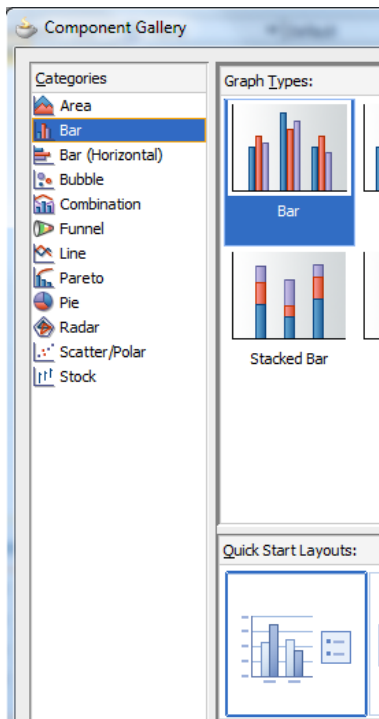 Component Gallery
Categories
Area
Bar
Bar (Horizontal)
Bubble
Combination
Funnel
Line
Pareto
Pie
Radar
Scatter/Polar
Stock
Graph Types:
Bar
Stacked Bar
Quick Start Layouts: